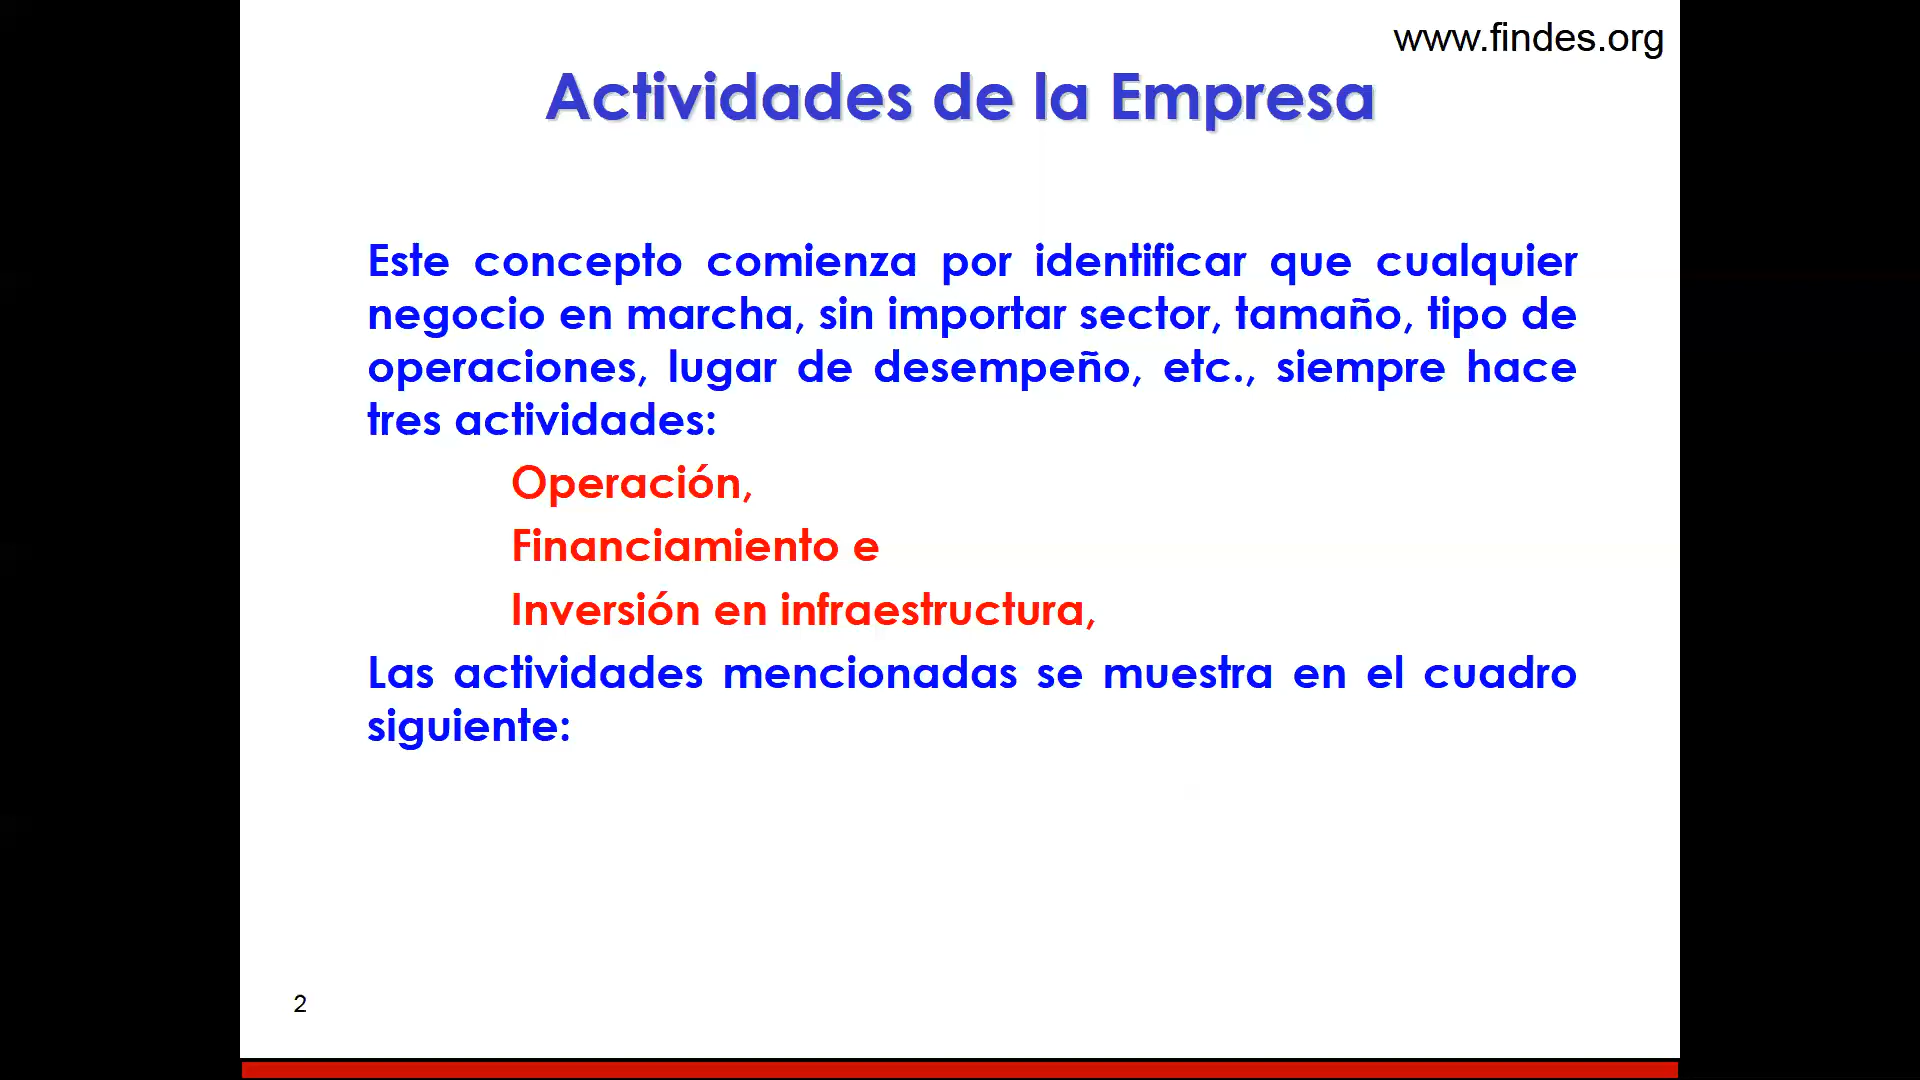 www.findes.org
Actividades de la Empresa
Este concepto comienza por identificar que cualquier
negocio en marcha, sin importar sector, tamaño, tipo de
operaciones, lugar de desempeño, etc., siempre hace
tres actividades:
Operación,
Financiamiento e
Inversión en infraestructura,
Las actividades mencionadas se muestra en el cuadro
siguiente:
2